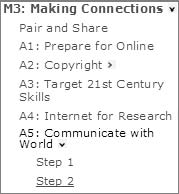 M3: Making Connections
Pair and Share
A1: Prepare for Online
A2: Copyright
A3: Target 21st Century
Skills
A4: Internet for Research
A5: Communicate with
World
Step 1
Step 2